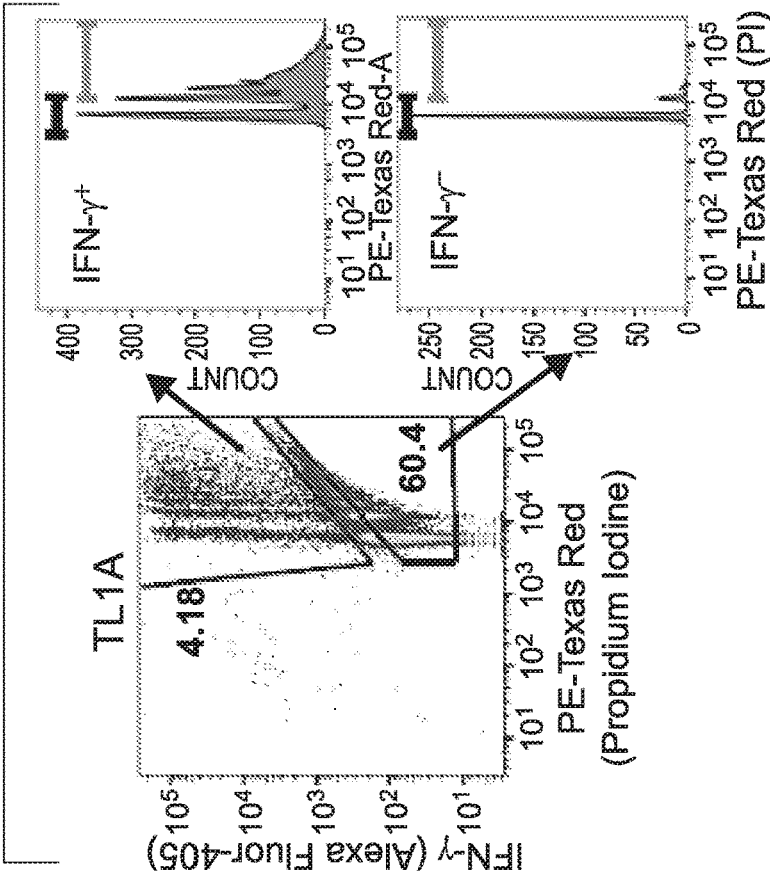 TL1A
4.18
60.4
IFN-γ (Alexa Fluor-405)
10⁵
10⁴
10³
10²
10¹
10¹ 10² 10³ 10⁴ 10⁵
PE-Texas Red
(Propidium Iodine)
IFN-γ⁺
COUNT
400
300
200
100
0
10¹ 10² 10³ 10⁴ 10⁵
PE-Texas Red-A
IFN-γ⁻
COUNT
250
200
150
100
50
0
10¹ 10² 10³ 10⁴ 10⁵
PE-Texas Red (PI)